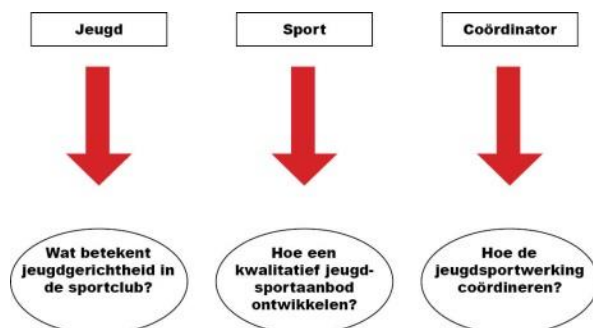 Jeugd
Sport
Coördinator
Wat betekent
jeugdgerichtheid in
de sportclub?
Hoe een
kwalitatief jeugd-
sportaanbod
ontwikkelen?
Hoe de
jeugdsportwerking
coördineren?